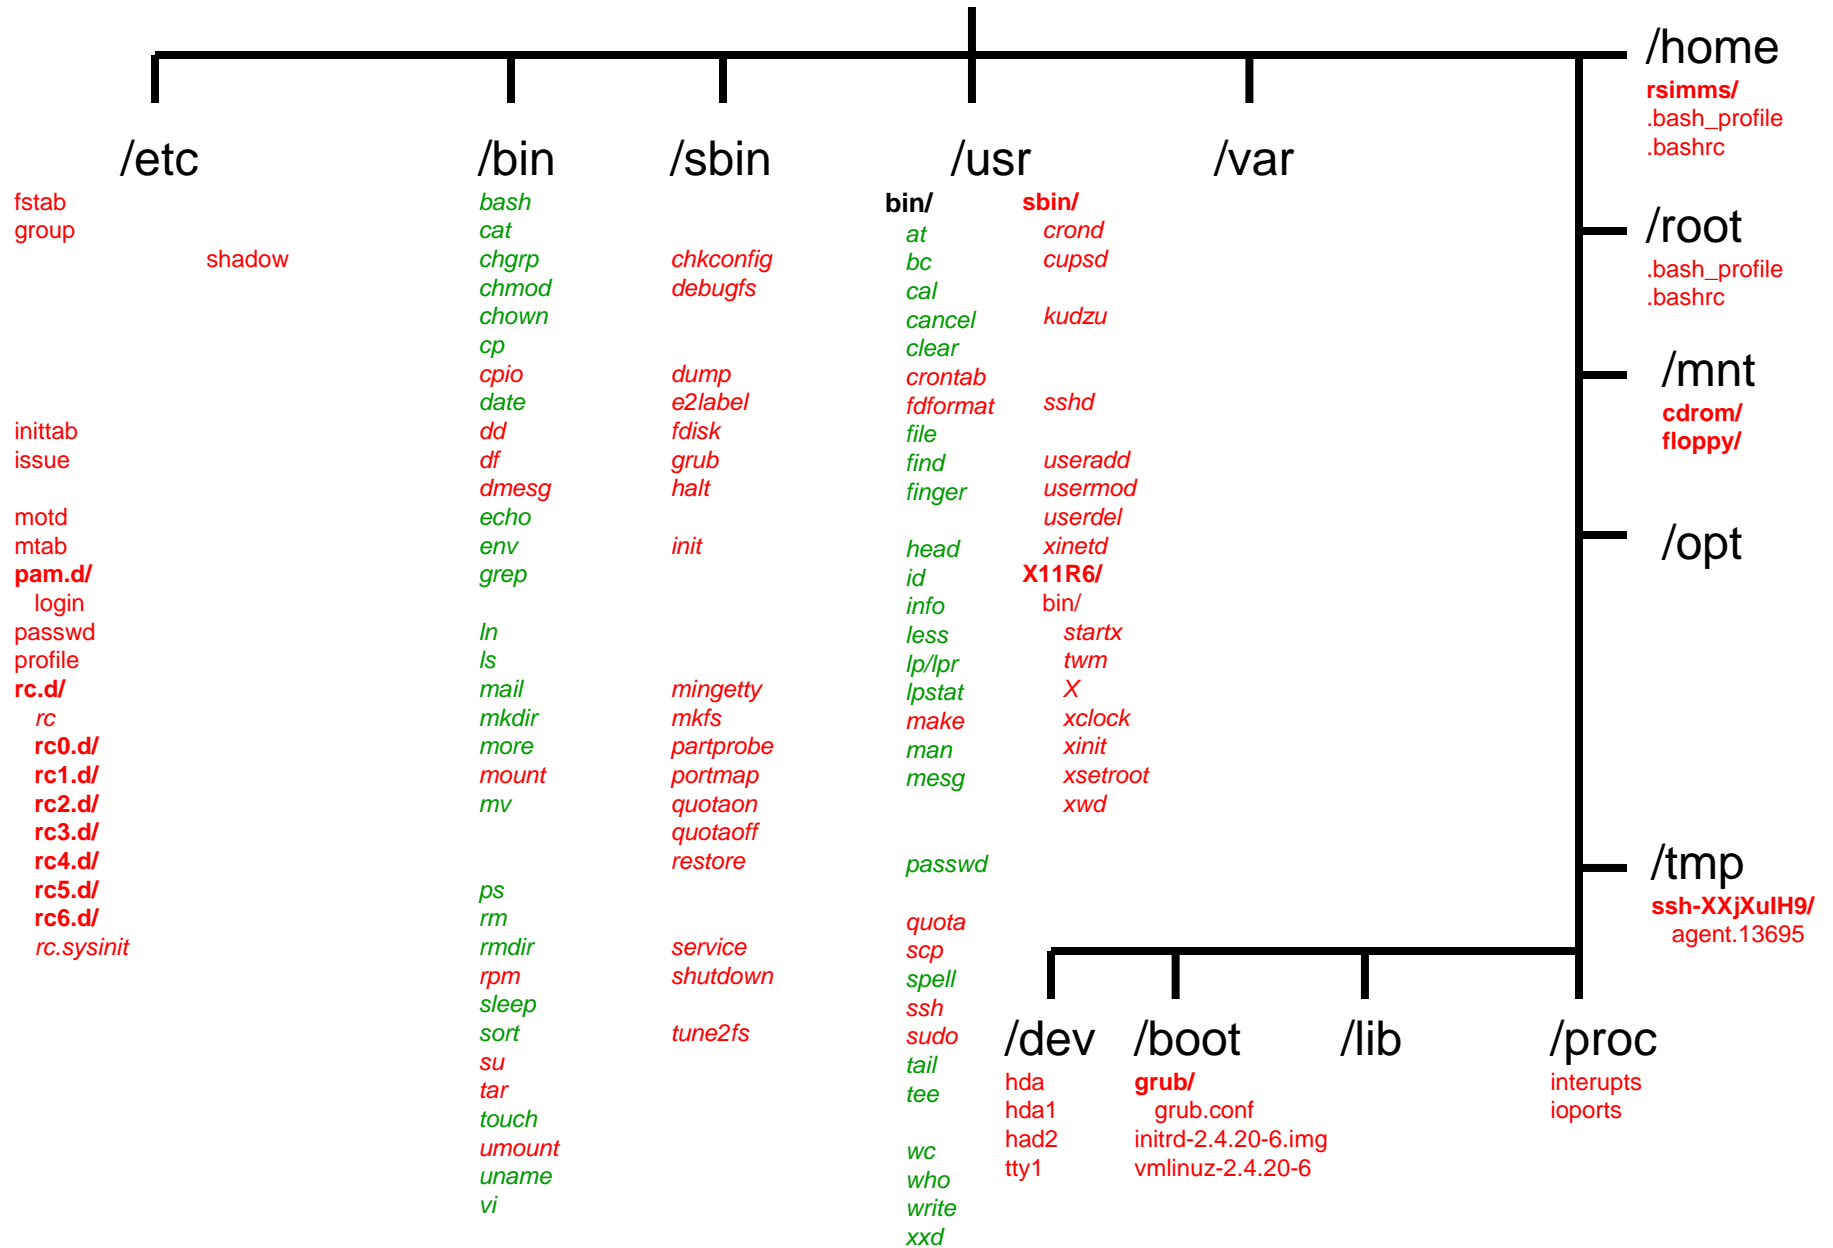 /home
rsimms/
.bash_profile
.bashrc
/etc
fstab
group
shadow
inittab
issue
motd
mtab
pam.d/
login
passwd
profile
rc.d/
rc
rc0.d/
rc1.d/
rc2.d/
rc3.d/
rc4.d/
rc5.d/
rc6.d/
rc.sysinit
/bin
bash
cat
chgrp
chmod
chown
cp
cpio
date
dd
df
dmesg
echo
env
grep
ln
ls
mail
mkdir
more
mount
mv
ps
rm
rmdir
rpm
sleep
sort
su
tar
touch
umount
uname
vi
/sbin
chkconfig
debugfs
dump
e2label
fdisk
grub
halt
init
mingetty
mkfs
partprobe
portmap
quotaon
quotaoff
restore
service
shutdown
tune2fs
/usr
bin/
at
bc
cal
cancel
clear
crontab
fdformat
file
find
finger
head
id
info
less
lp/lpr
lpstat
make
man
mesg
passwd
quota
scp
spell
ssh
sudo
tail
tee
wc
who
write
xxd
sbin/
crond
cupsd
kudzu
sshd
useradd
usermod
userdel
xinetd
X11R6/
bin/
startx
twm
X
xclock
xinit
xsetroot
xwd
/var
/root
.bash_profile
.bashrc
/mnt
cdrom/
floppy/
/opt
/tmp
ssh-XXjXuIH9/
agent.13695
/dev
hda
hda1
had2
tty1
/boot
grub/
grub.conf
initrd-2.4.20-6.img
vmlinuz-2.4.20-6
/lib
/proc
interupts
ioports